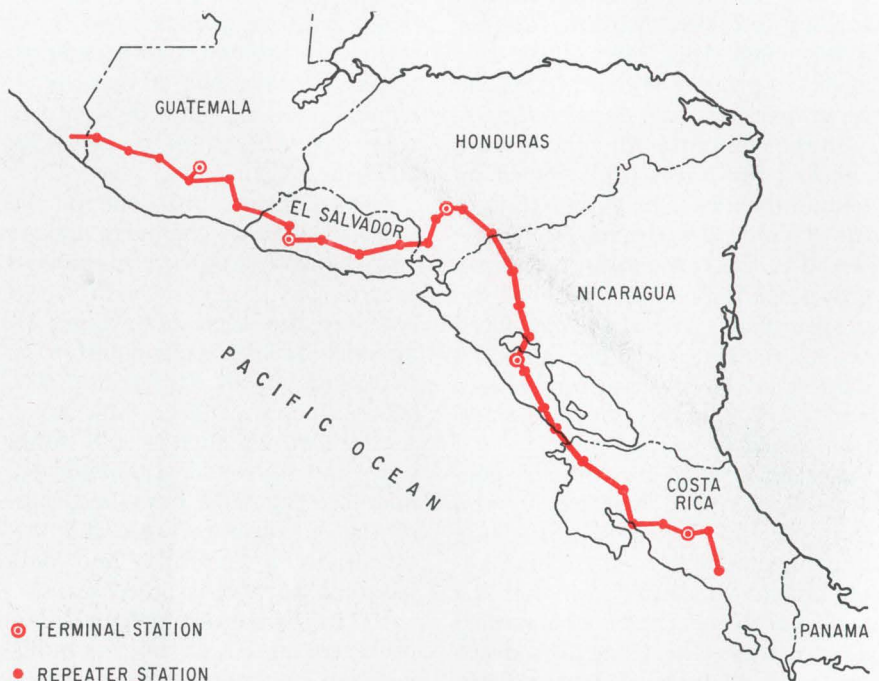 GUATEMALA
HONDURAS
EL SALVADOR
NICARAGUA
PACIFIC OCEAN
COSTA
RICA
PANAMA
TERMINAL STATION
REPEATER STATION